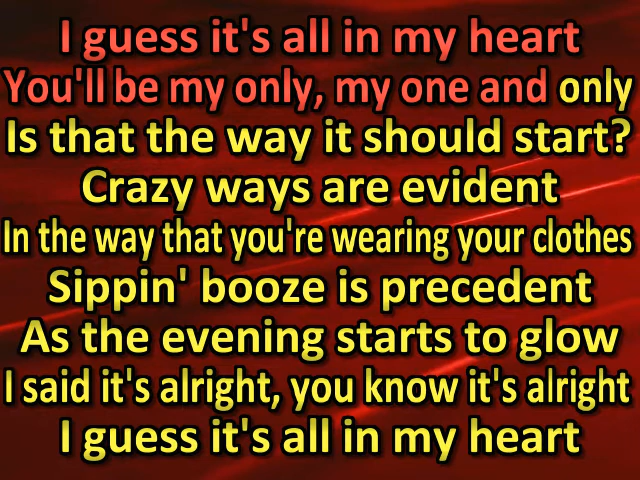 I guess it's all in my heart
You'll be my only, my one and only
Is that the way it should start?
Crazy ways are evident
In the way that you're wearing your clothes
Sippin' booze is precedent
As the evening starts to glow
I said it's alright, you know it's alright
I guess it's all in my heart